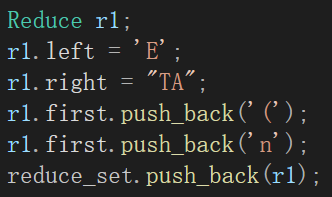 Reduce r1;
r1.left = 'E';
r1.right = "TA";
r1.first.push_back('(');
r1.first.push_back('n');
reduce_set.push_back(r1);